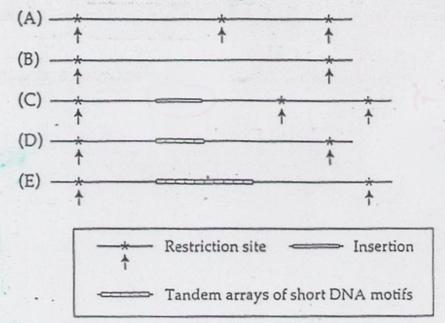 (A)
(B)
(C)
(D)
(E)
Restriction site
Insertion
Tandem arrays of short DNA motifs